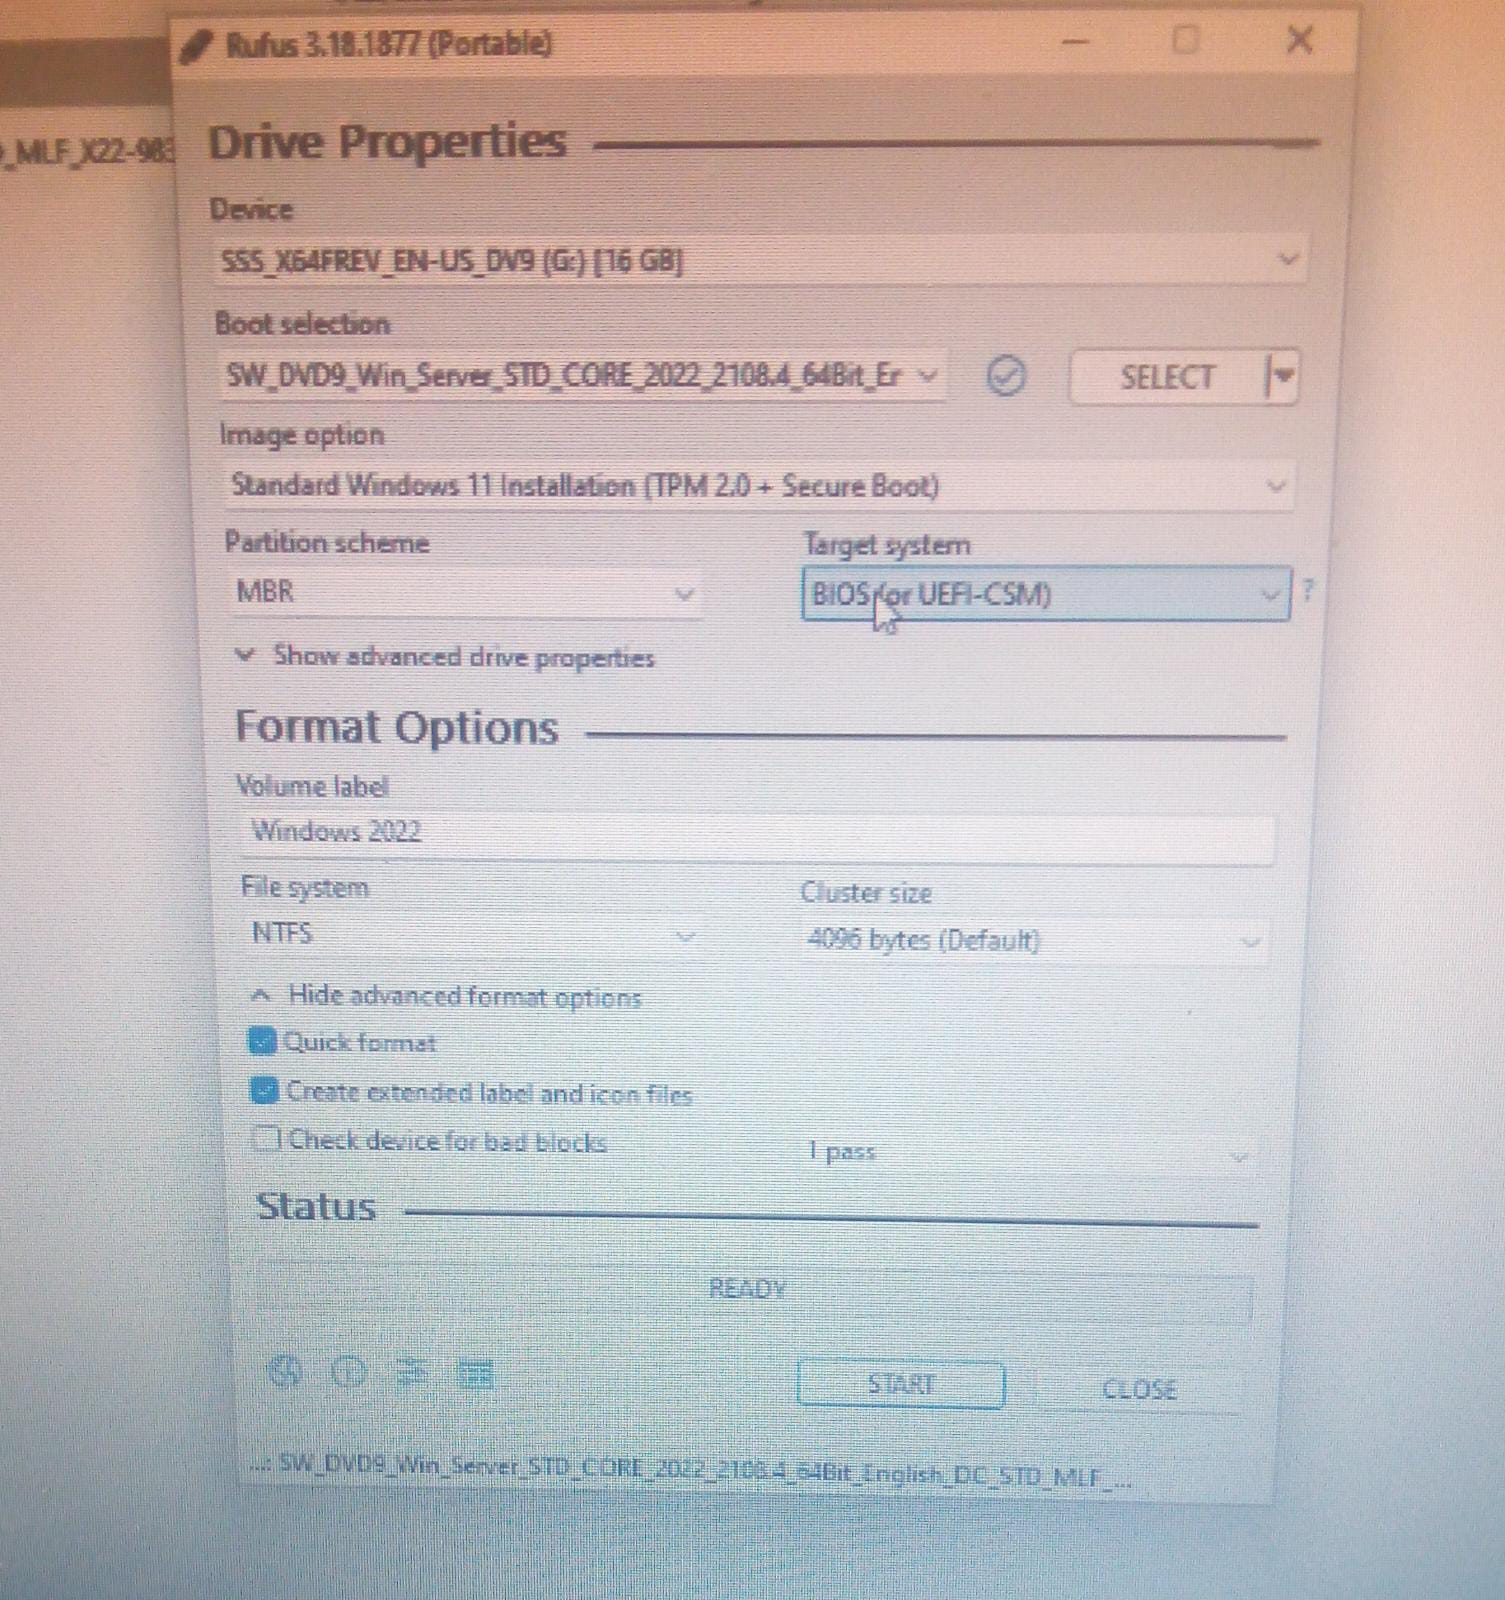 Rufus 3.18.1877 (Portable)
_MLF_X22-983
Drive Properties
Device
SSS_X64FREV_EN-US_DV9 (G:) [16 GB]
Boot selection
SW_DVD9_Win_Server_STD_CORE_2022_2108.4_64Bit_Er
SELECT
Image option
Standard Windows 11 Installation (TPM 2.0 + Secure Boot)
Partition scheme
Target system
MBR
BIOS (or UEFI-CSM)
?
Show advanced drive properties
Format Options
Volume label
Windows 2022
File system
Cluster size
NTFS
4096 bytes (Default)
Hide advanced format options
Quick format
Create extended label and icon files
Check device for bad blocks
1 pass
Status
READY
START
CLOSE
...: SW_DVD9_Win_Server_STD_CORE_2022_2108.4_64Bit_English_DC_STD_MLF_...